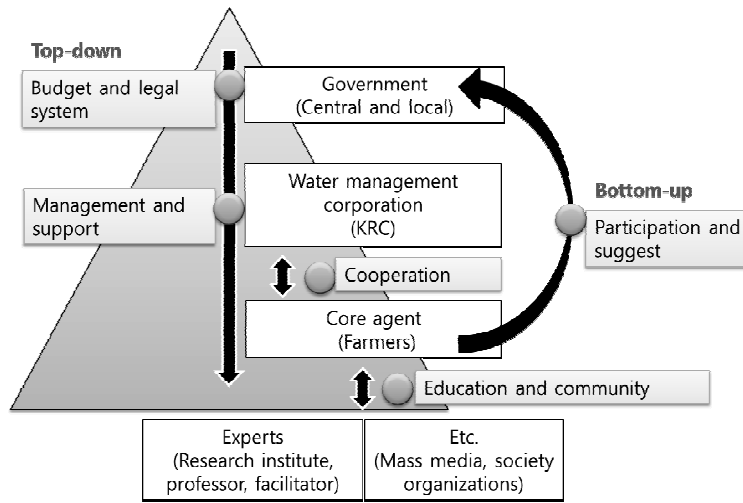 Top-down
Budget and legal
system
Government
(Central and local)
Water management
corporation
(KRC)
Management and
support
Bottom-up
Participation and
suggest
Cooperation
Core agent
(Farmers)
Education and community
Experts
(Research institute,
professor, facilitator)
Etc.
(Mass media, society
organizations)